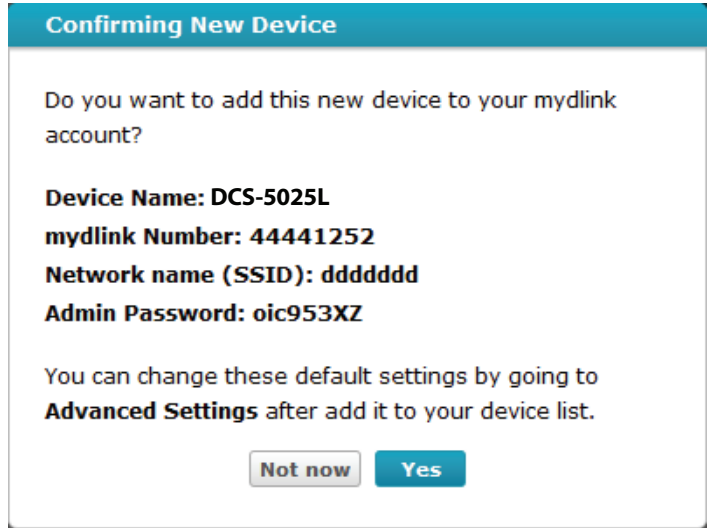 Confirming New Device
Do you want to add this new device to your mydlink
account?
Device Name: DCS-5025L
mydlink Number: 44441252
Network name (SSID): ddddddd
Admin Password: oic953XZ
You can change these default settings by going to
Advanced Settings after add it to your device list.
Not now Yes